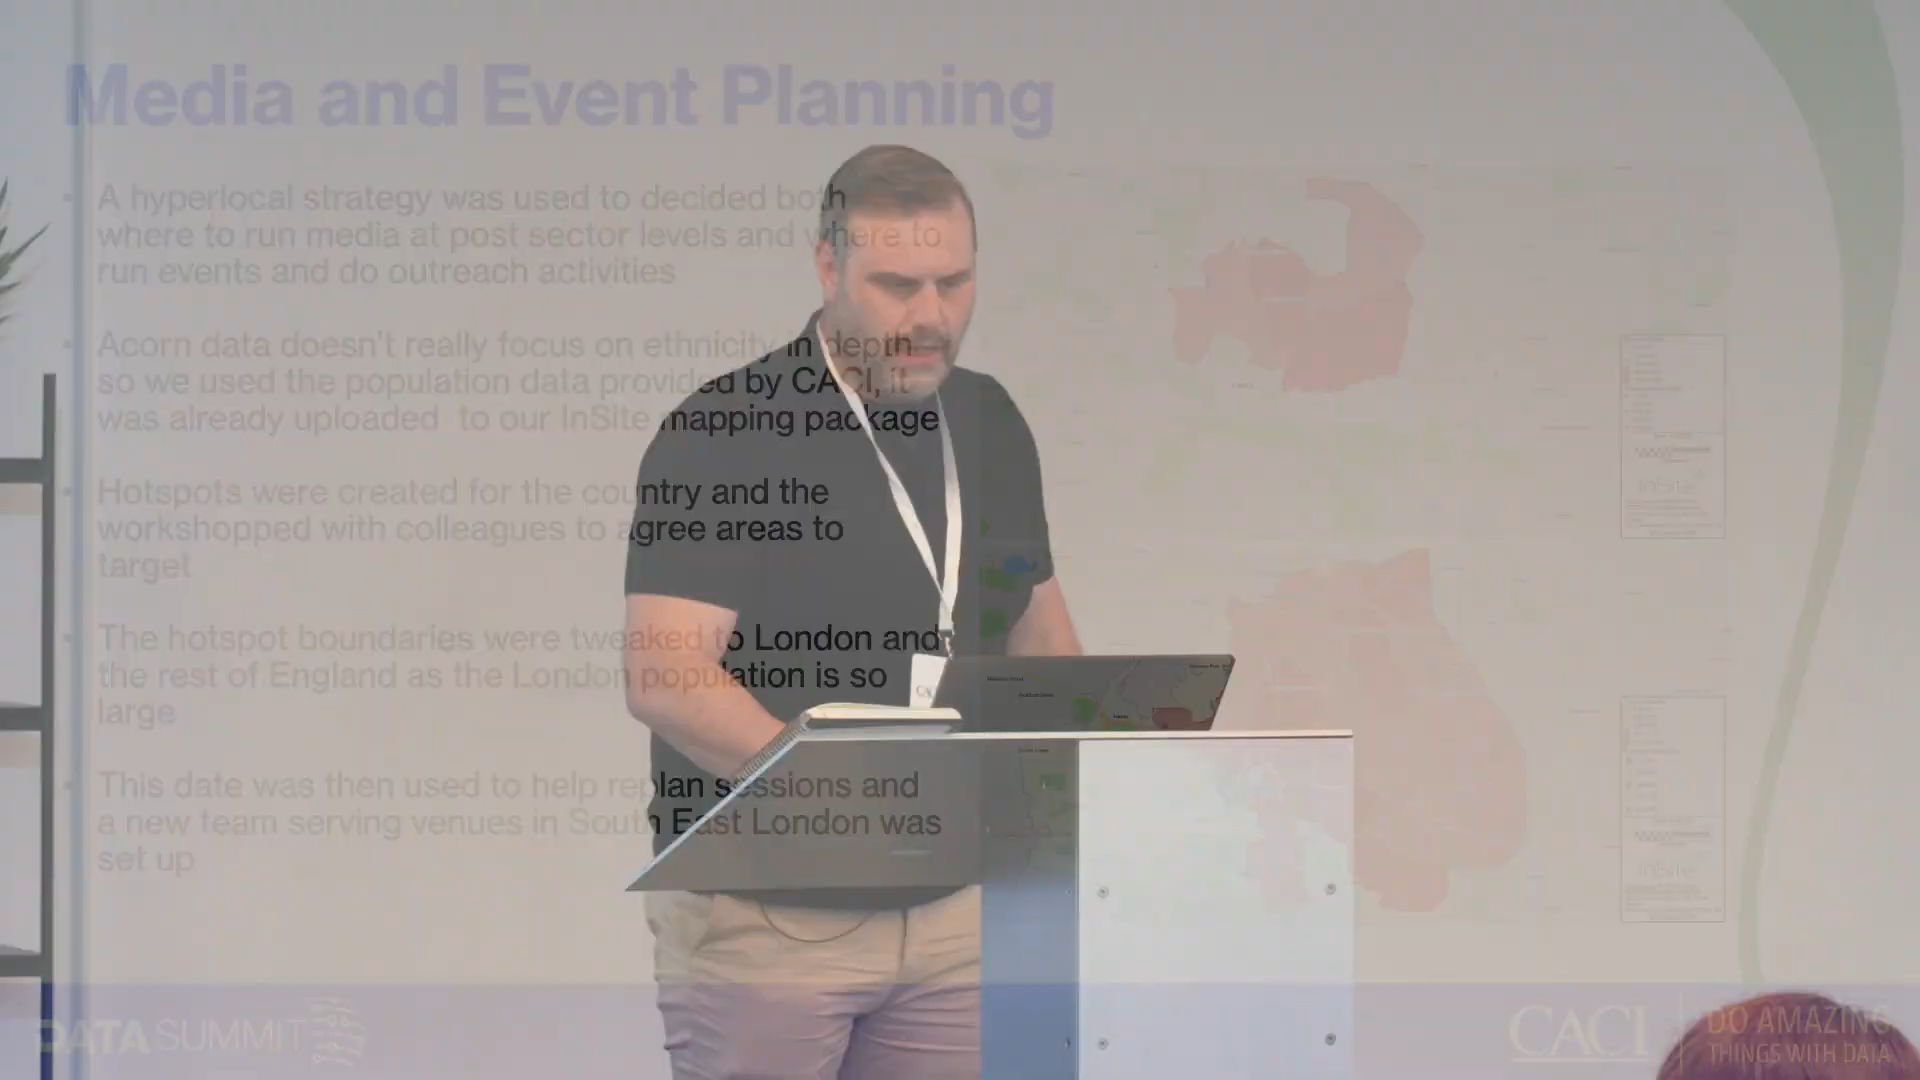 Media and Event Planning
A hyperlocal strategy was used to decided both
where to run media at post sector levels and where to
run events and do outreach activities
Acorn data doesn't really focus on ethnicity in depth
so we used the population data provided by CACI, it
was already uploaded to our InSite mapping package
Hotspots were created for the country and the
workshopped with colleagues to agree areas to
target
The hotspot boundaries were tweaked to London and
the rest of England as the London population is so
large
This date was then used to help replan sessions and
a new team serving venues in South East London was
set up
InSite
InSite
DATA SUMMIT
CACI
DO AMAZING
THINGS WITH DATA